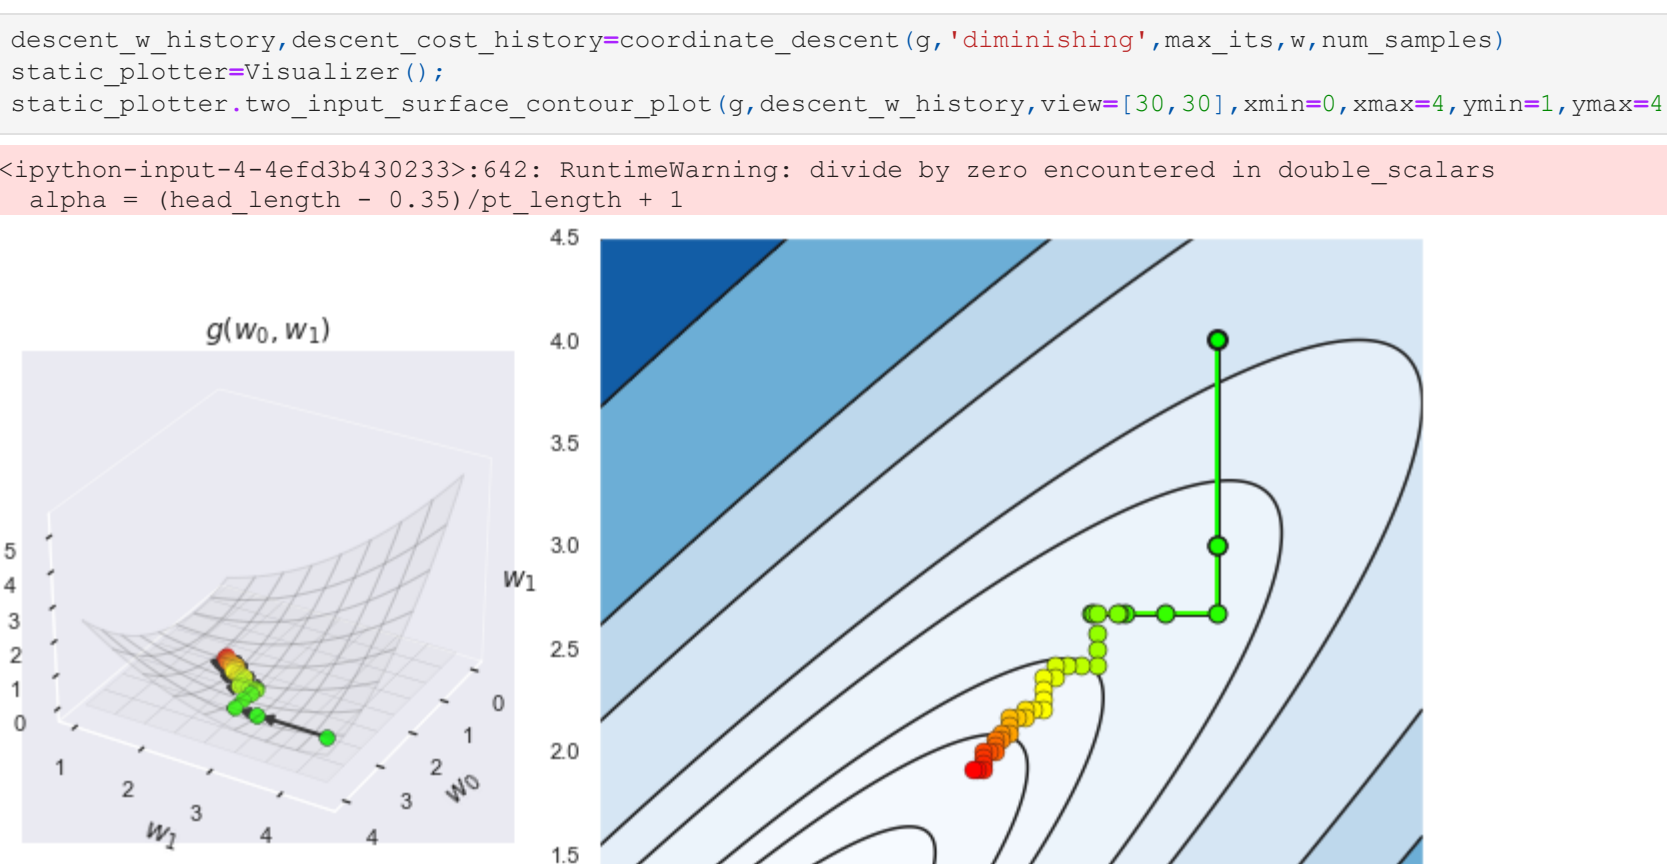 descent_w_history,descent_cost_history=coordinate_descent(g,'diminishing',max_its,w,num_samples)
static_plotter=Visualizer();
static_plotter.two_input_surface_contour_plot(g,descent_w_history,view=[30,30],xmin=0,xmax=4,ymin=1,ymax=4
<ipython-input-4-4efd3b430233>:642: RuntimeWarning: divide by zero encountered in double_scalars
  alpha = (head_length - 0.35)/pt_length + 1
g(w0, w1)
5
4
3
2
1
0
1
2
3
4
w1
0
1
2
3
4
w0
w1
4.5
4.0
3.5
3.0
2.5
2.0
1.5